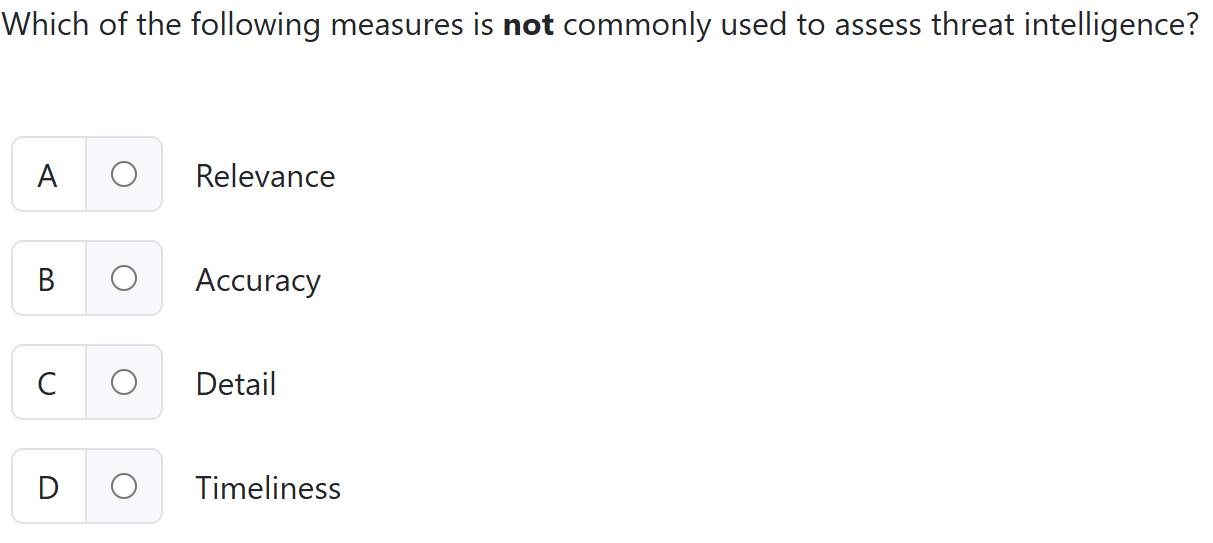 Which of the following measures is not commonly used to assess threat intelligence?
A Relevance
B Accuracy
C Detail
D Timeliness